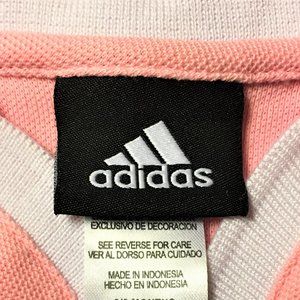 adidas
EXCLUSIVO DE DECORACION
SEE REVERSE FOR CARE
VER AL DORSO PARA CUIDADO
MADE IN INDONESIA
HECHO EN INDONESIA